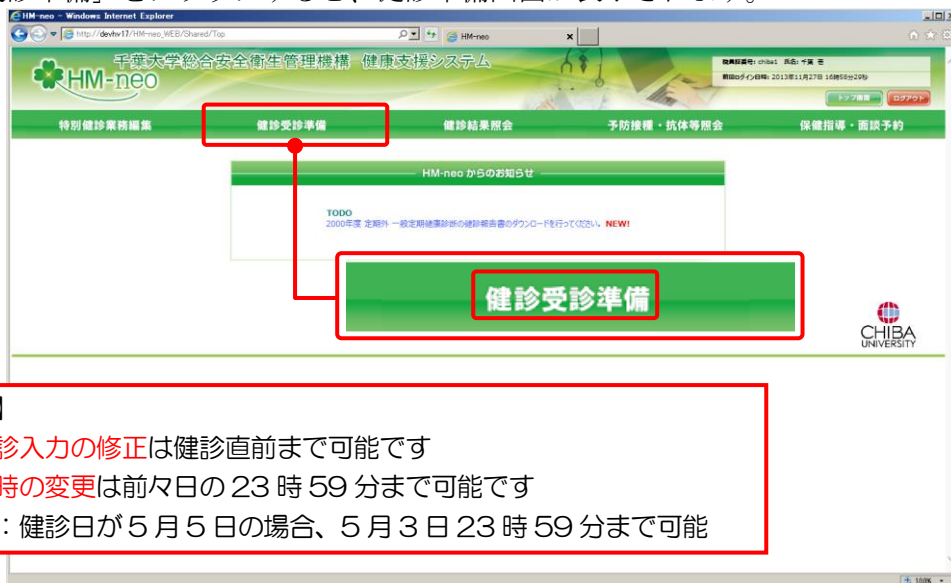 HM-neo - Windows Internet Explorer
http://devhv17/HM-neo_WEB/Shared/Top
HM-neo
千葉大学総合安全衛生管理機構 健康支援システム
HM-neo
職員証番号: chiba1 氏名: 千葉 壱
前回ログイン日時: 2013年11月27日 16時58分29秒
トップ画面 ログアウト
特別健診業務編集 健診受診準備 健診結果照会 予防接種・抗体等照会 保健指導・面談予約
HM-neo からのお知らせ
TODO
2000年度 定期外 一般定期健康診断の健診報告書のダウンロードを行ってください。 NEW!
健診受診準備
CHIBA
UNIVERSITY
】
診入力の修正は健診直前まで可能です
時の変更は前々日の23時59分まで可能です
：健診日が5月5日の場合、5月3日23時59分まで可能
100%